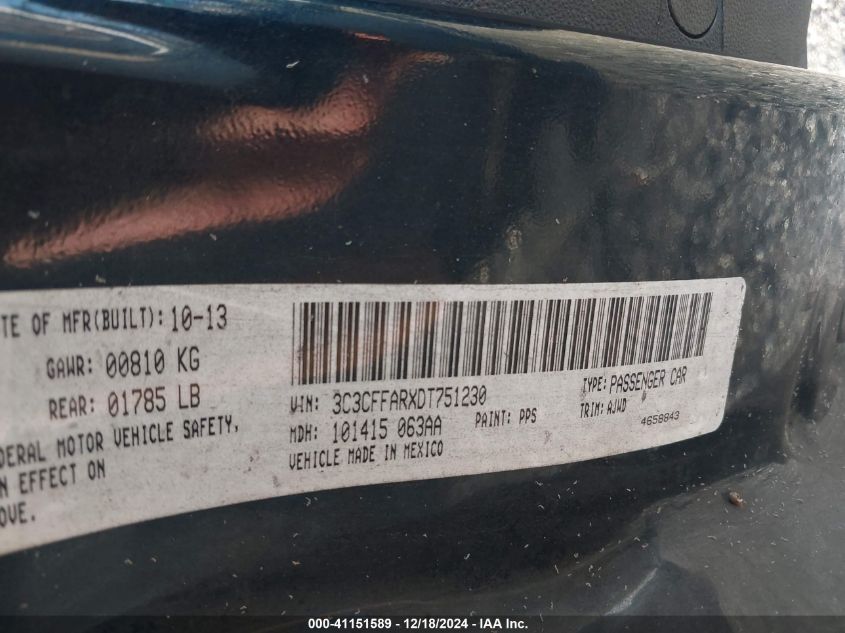 TE OF MFR(BUILT): 10-13
GAWR: 00810 KG
REAR: 01785 LB
DERAL MOTOR VEHICLE SAFETY,
N EFFECT ON
OVE.
VIN: 3C3CFFARXDT751230
TYPE: PASSENGER CAR
MDH: 101415 063AA
PAINT: PPS
TRIM: AJWD
VEHICLE MADE IN MEXICO
4658843
000-41151589 - 12/18/2024 - IAA Inc.